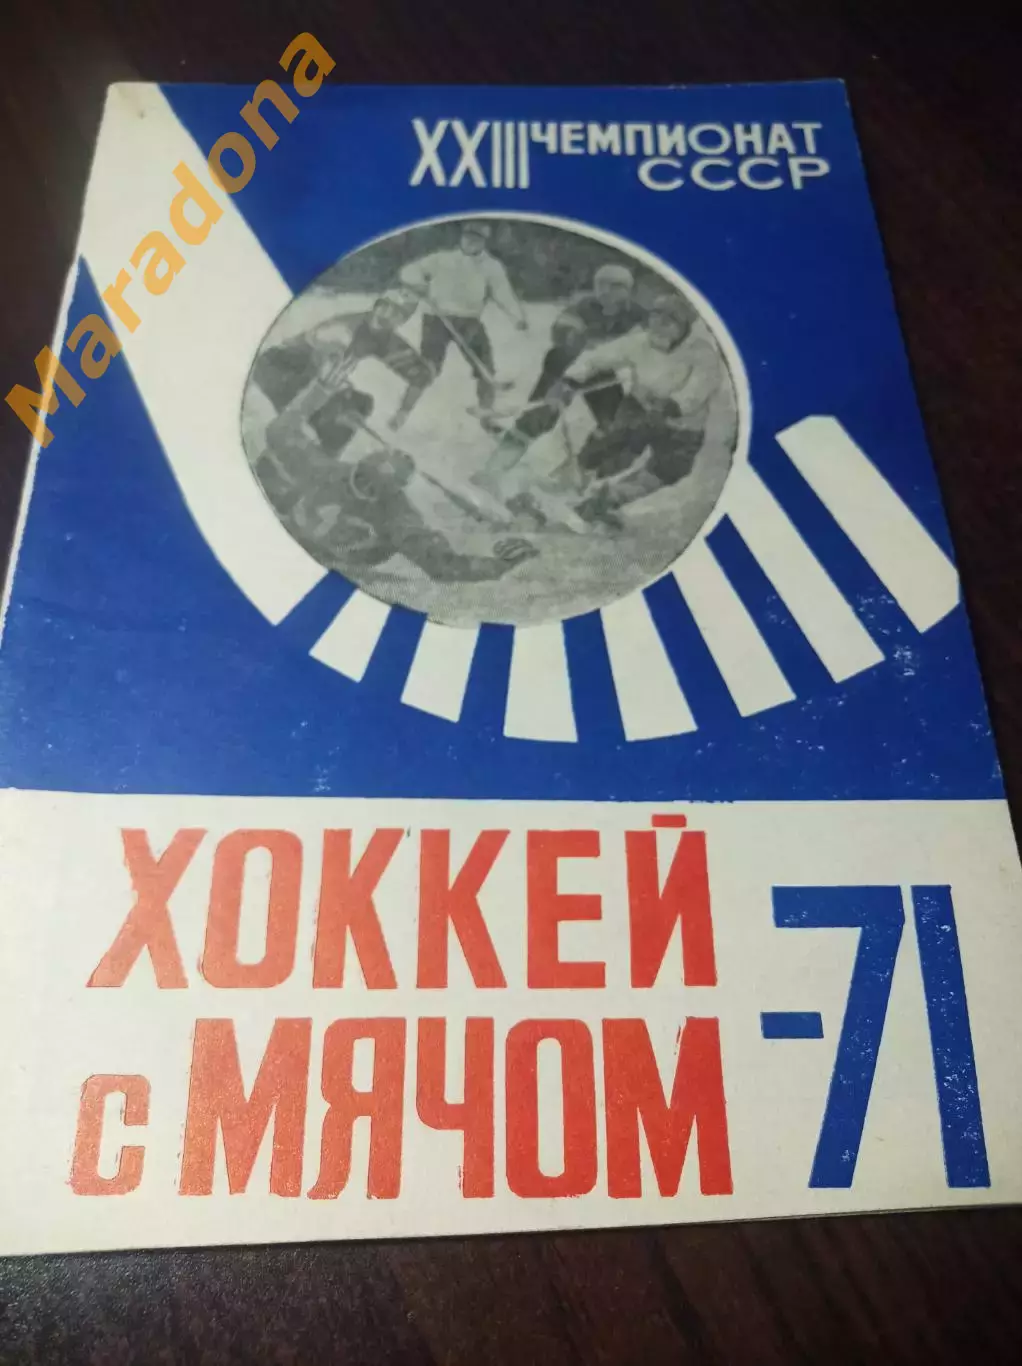 Maradona
XXIII ЧЕМПИОНАТ
СССР
ХОККЕЙ
С МЯЧОМ
-71